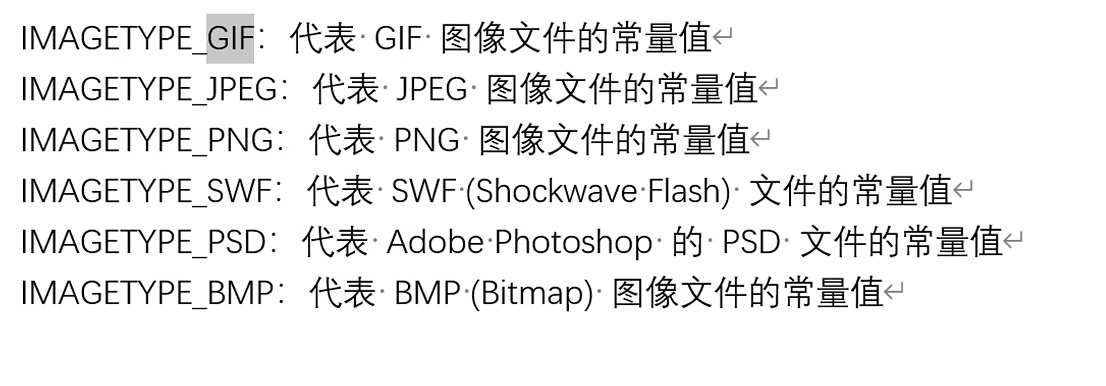 IMAGETYPE_GIF： 代表 GIF 图像文件的常量值
IMAGETYPE_JPEG： 代表 JPEG 图像文件的常量值
IMAGETYPE_PNG： 代表 PNG 图像文件的常量值
IMAGETYPE_SWF： 代表 SWF (Shockwave Flash) 文件的常量值
IMAGETYPE_PSD： 代表 Adobe Photoshop 的 PSD 文件的常量值
IMAGETYPE_BMP： 代表 BMP (Bitmap) 图像文件的常量值